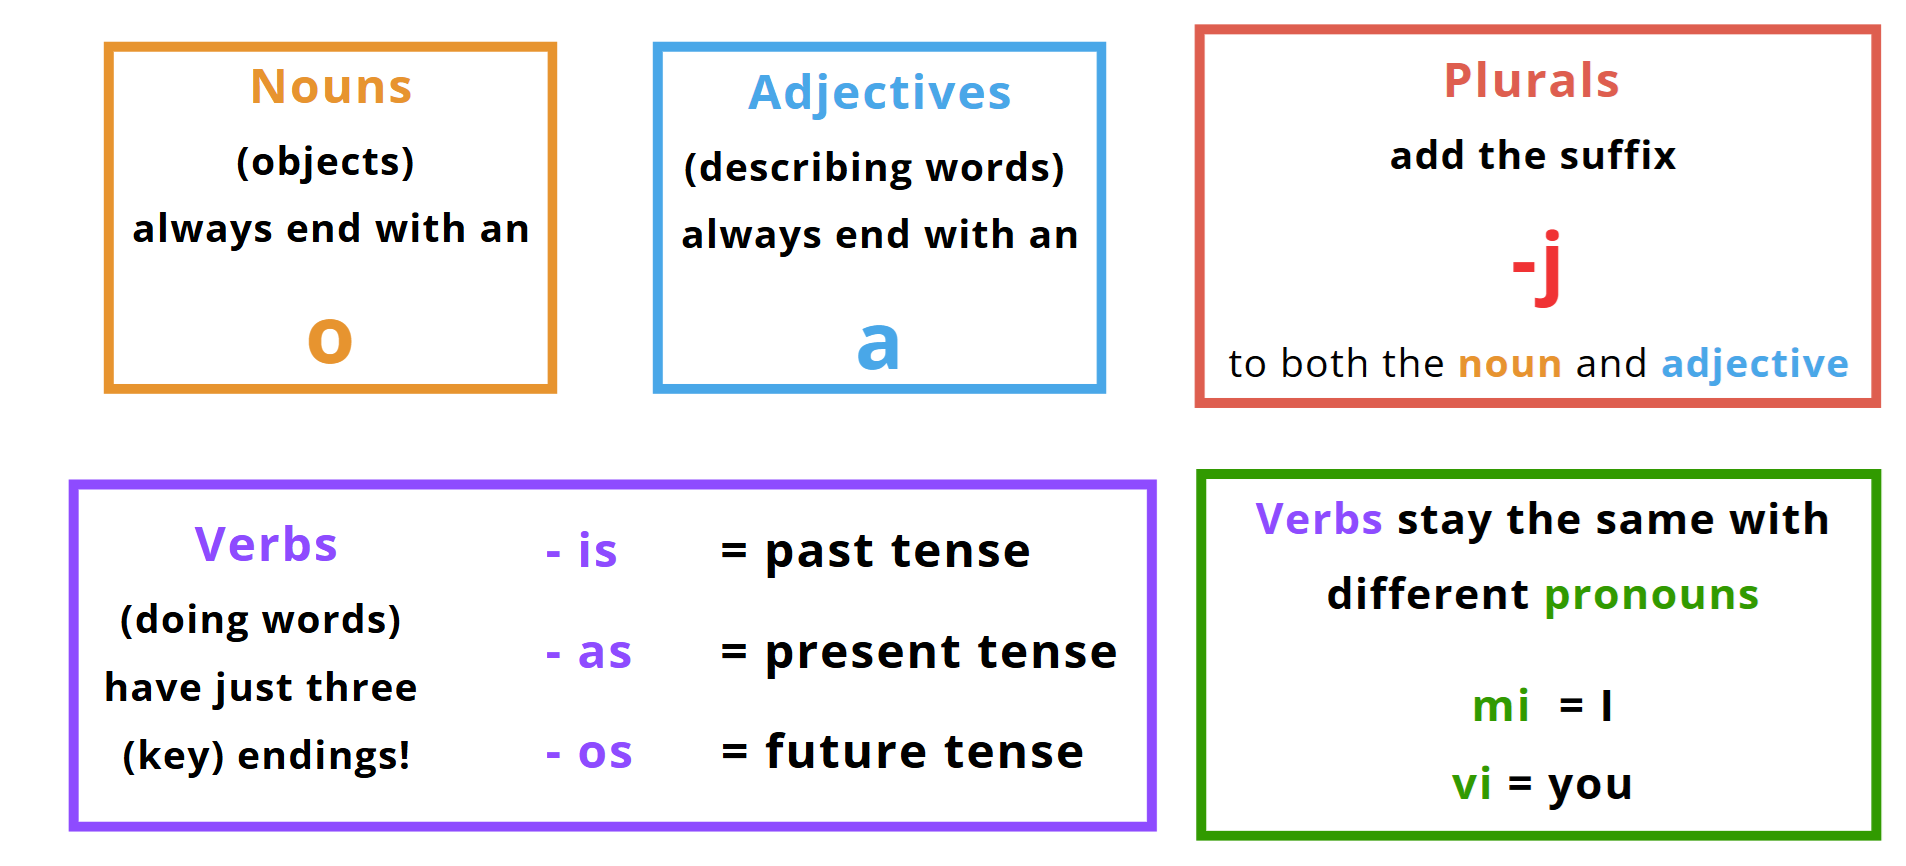 Nouns
(objects)
always end with an
o
Adjectives
(describing words)
always end with an
a
Plurals
add the suffix
-j
to both the noun and adjective
Verbs
(doing words)
have just three
(key) endings!
- is = past tense
- as = present tense
- os = future tense
Verbs stay the same with
different pronouns
mi = I
vi = you